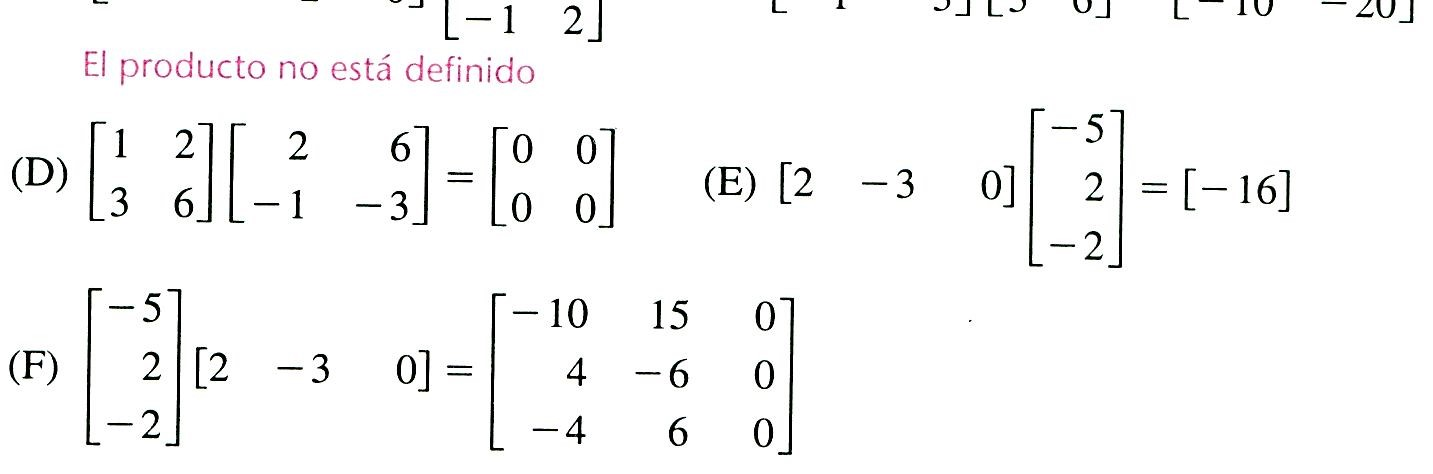 [-1 2]
El producto no está definido
(D) [1 2] [2 6] = [0 0]
[3 6] [-1 -3] [0 0]
(E) [2 -3 0] [-5] = [-16]
[2]
[-2]
(F) [-5] [2 -3 0] = [-10 15 0]
[2] [4 -6 0]
[-2] [-4 6 0]